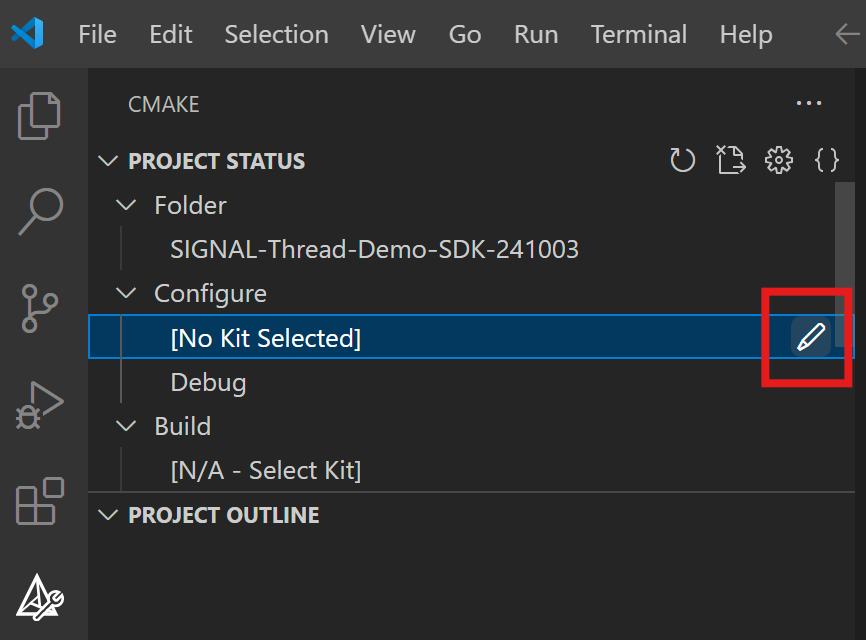 File Edit Selection View Go Run Terminal Help
CMAKE
PROJECT STATUS
Folder
SIGNAL-Thread-Demo-SDK-241003
Configure
[No Kit Selected]
Debug
Build
[N/A - Select Kit]
PROJECT OUTLINE